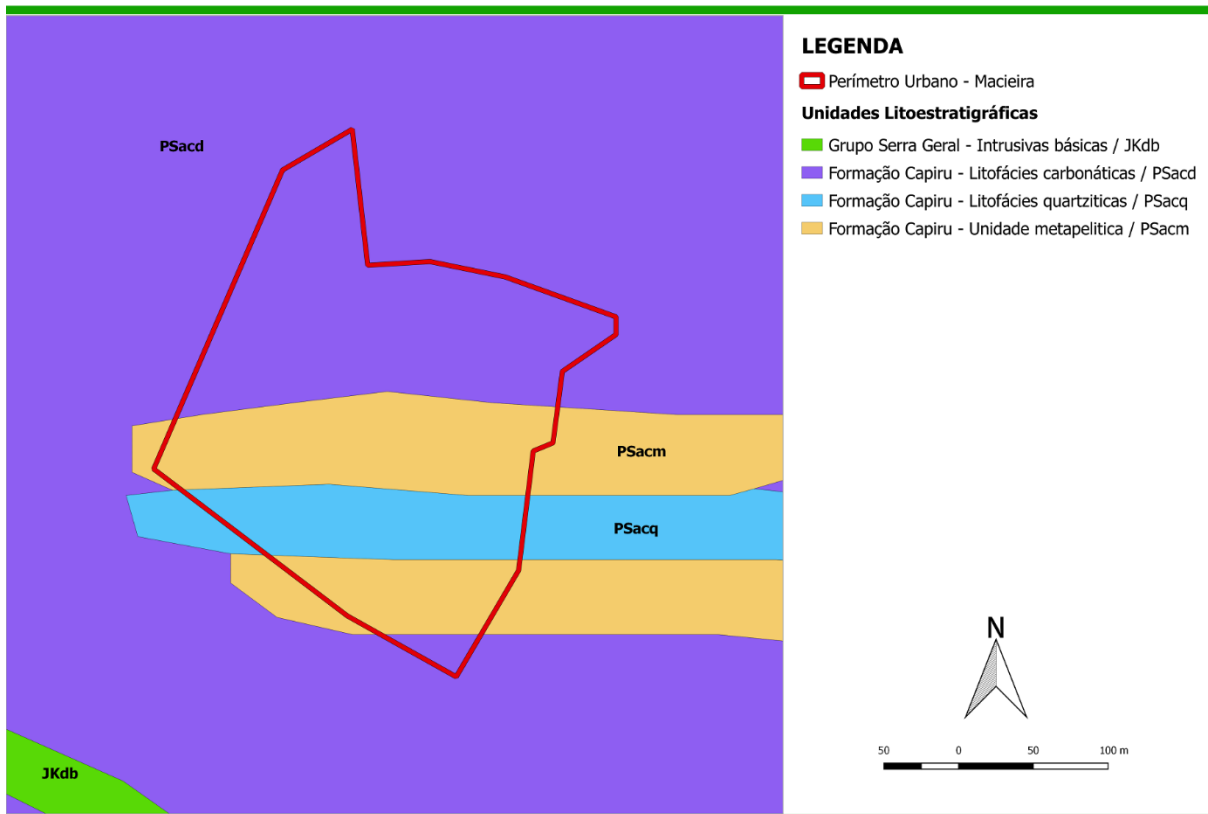 LEGENDA
Perímetro Urbano - Macieira
Unidades Litoestratigráficas
Grupo Serra Geral - Intrusivas básicas / JKdb
Formação Capiru - Litofácies carbonáticas / PSacd
Formação Capiru - Litofácies quartziticas / PSacq
Formação Capiru - Unidade metapelitica / PSacm
PSacd
PSacm
PSacq
JKdb
N
50 0 50 100 m